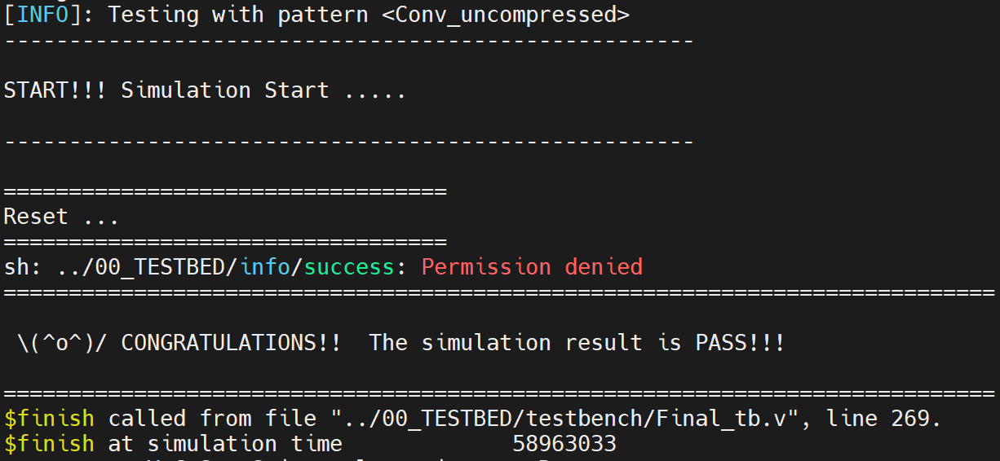 [INFO]: Testing with pattern <Conv_uncompressed>
-----------------------------------------------------
START!!! Simulation Start .....
-----------------------------------------------------
==================================
Reset ...
==================================
sh: ../00_TESTBED/info/success: Permission denied
============================================================================
\(^o^)/ CONGRATULATIONS!!  The simulation result is PASS!!!
============================================================================
$finish called from file "../00_TESTBED/testbench/Final_tb.v", line 269.
$finish at simulation time             58963033